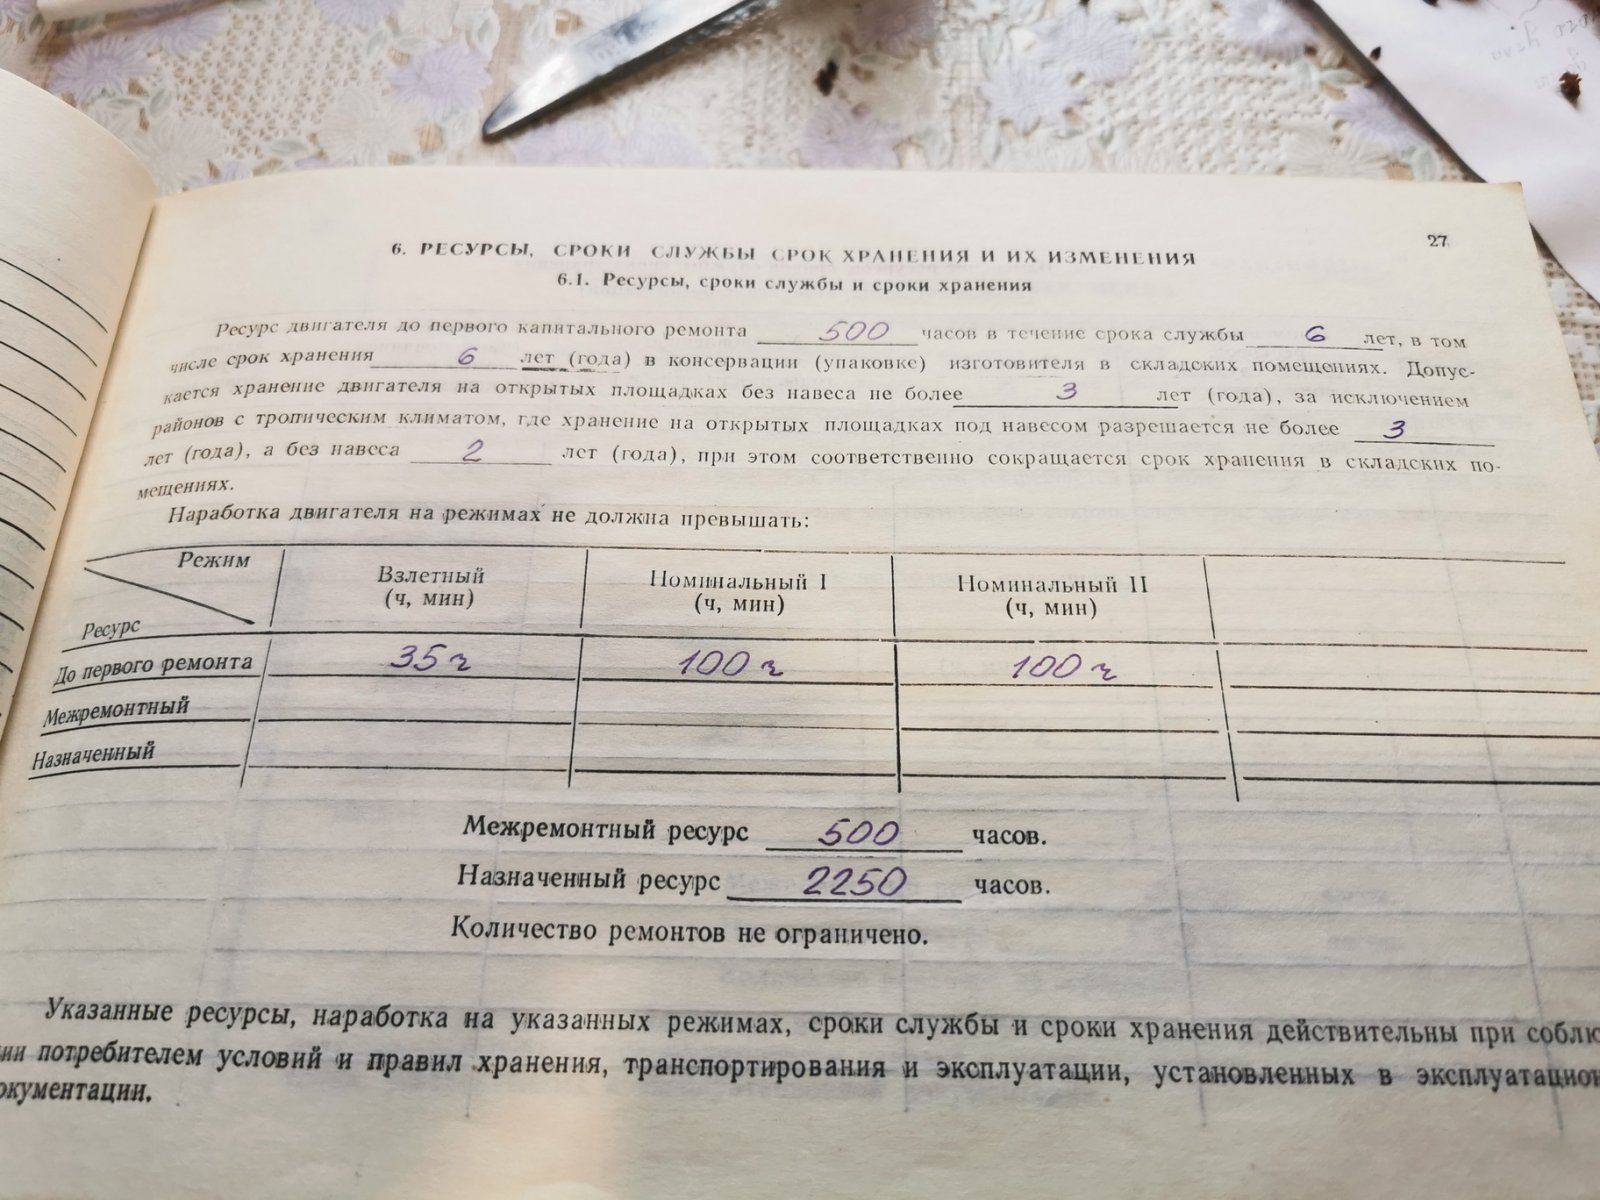 27
6. РЕСУРСЫ, СРОКИ СЛУЖБЫ СРОК ХРАНЕНИЯ И ИХ ИЗМЕНЕНИЯ
6.1. Ресурсы, сроки службы и сроки хранения
Ресурс двигателя до первого капитального ремонта 500 часов в течение срока службы 6 лет, в том
числе срок хранения 6 лет (года) в консервации (упаковке) изготовителя в складских помещениях. Допус-
кается хранение двигателя на открытых площадках без навеса не более 3 лет (года), за исключением
районов с тропическим климатом, где хранение на открытых площадках под навесом разрешается не более 3
лет (года), а без навеса 2 лет (года), при этом соответственно сокращается срок хранения в складских по-
мещениях.
Наработка двигателя на режимах не должна превышать:
Режим
Ресурс
Взлетный (ч, мин)
Номинальный I (ч, мин)
Номинальный II (ч, мин)
До первого ремонта 35 ч 100 ч 100 ч
Межремонтный
Назначенный
Межремонтный ресурс 500 часов.
Назначенный ресурс 2250 часов.
Количество ремонтов не ограничено.
Указанные ресурсы, наработка на указанных режимах, сроки службы и сроки хранения действительны при соблю
ии потребителем условий и правил хранения, транспортирования и эксплуатации, установленных в эксплуатацион
окументации.